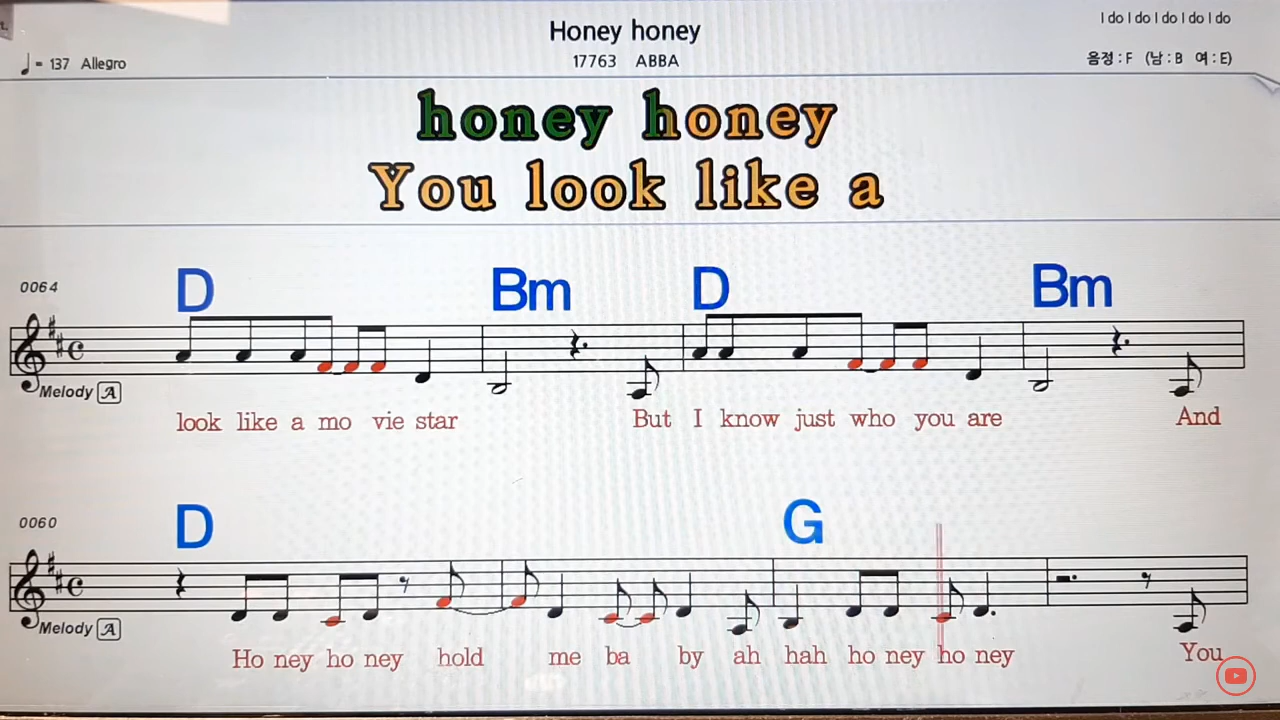 Honey honey
I do I do I do I do I do
♩= 137 Allegro
17763 ABBA
음정 : F (남 : B 여 : E)
honey honey
You look like a
0064
D Bm D Bm
Melody A
look like a mo vie star But I know just who you are And
0060
D G
Melody A
Ho ney ho ney hold me ba by ah hah ho ney ho ney You